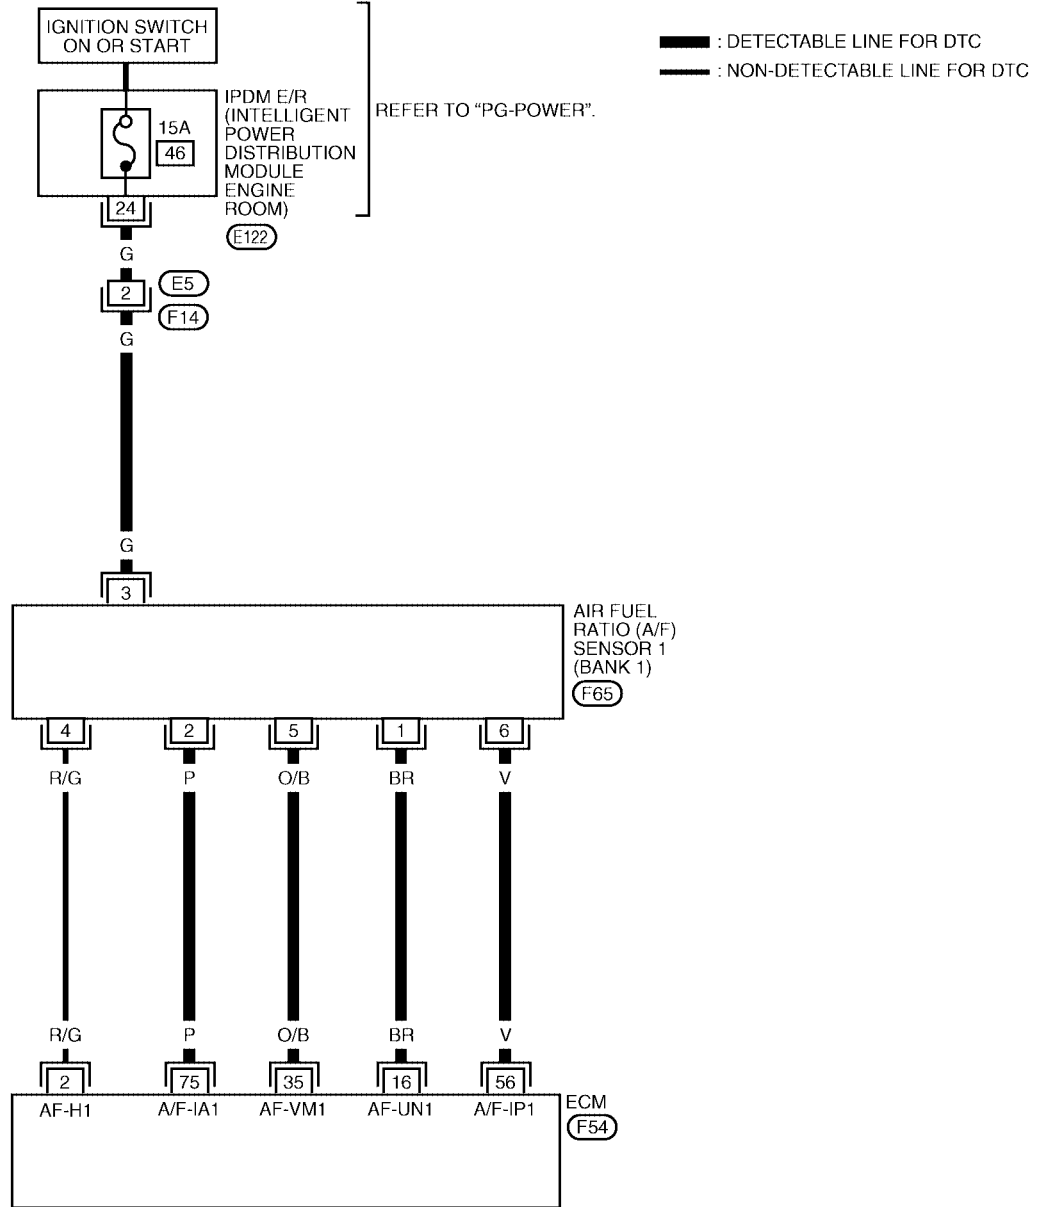 IGNITION SWITCH
ON OR START
: DETECTABLE LINE FOR DTC
: NON-DETECTABLE LINE FOR DTC
IPDM E/R
(INTELLIGENT
POWER
DISTRIBUTION
MODULE
ENGINE
ROOM)
REFER TO “PG-POWER”.
15A
46
24
E122
G
2
E5
F14
G
G
3
AIR FUEL
RATIO (A/F)
SENSOR 1
(BANK 1)
F65
4 2 5 1 6
R/G P O/B BR V
R/G P O/B BR V
2 75 35 16 56
AF-H1 A/F-IA1 AF-VM1 AF-UN1 A/F-IP1
ECM
F54